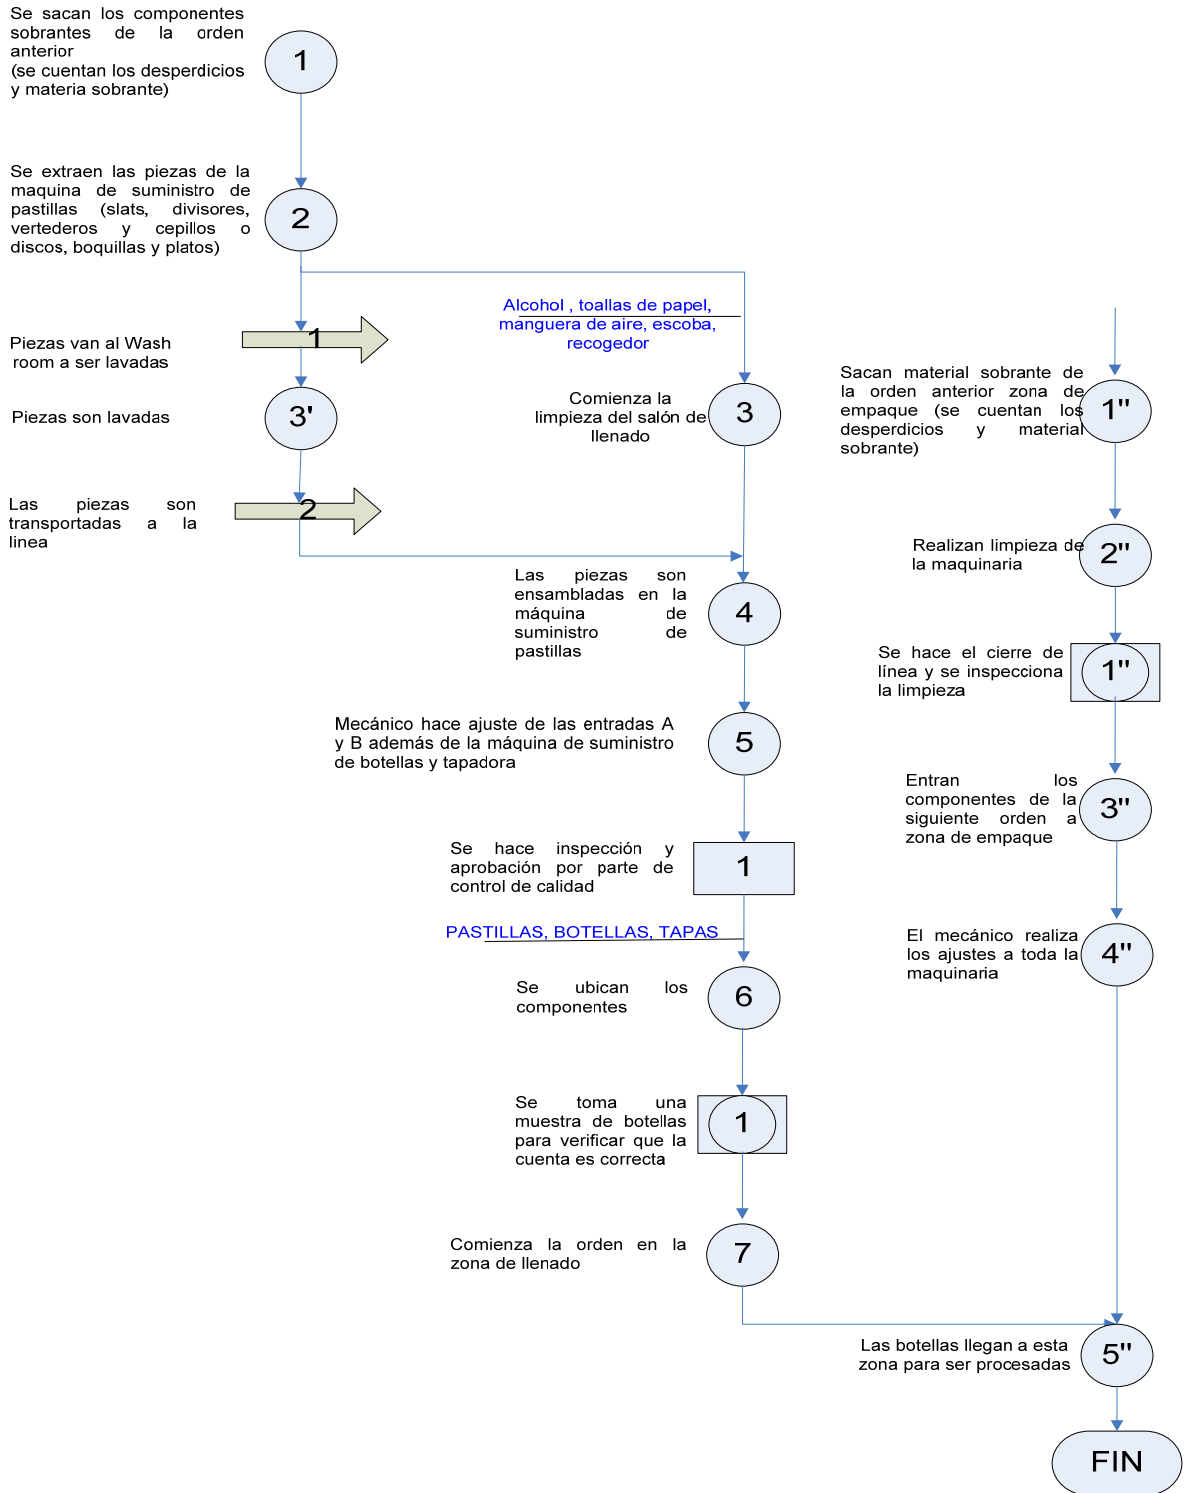 Se sacan los componentes
sobrantes de la orden
anterior
(se cuentan los desperdicios
y materia sobrante)
1
Se extraen las piezas de la
maquina de suministro de
pastillas (slats, divisores,
vertederos y cepillos o
discos, boquillas y platos)
2
Piezas van al Wash
room a ser lavadas
1
Piezas son lavadas
3'
Las piezas son
transportadas a la
linea
2
Alcohol , toallas de papel,
manguera de aire, escoba,
recogedor
Comienza la
limpieza del salón de
llenado
3
Las piezas son
ensambladas en la
máquina de
suministro de
pastillas
4
Mecánico hace ajuste de las entradas A
y B además de la máquina de suministro
de botellas y tapadora
5
Se hace inspección y
aprobación por parte de
control de calidad
1
PASTILLAS, BOTELLAS, TAPAS
Se ubican los
componentes
6
Se toma una
muestra de botellas
para verificar que la
cuenta es correcta
1
Comienza la orden en la
zona de llenado
7
Sacan material sobrante de
la orden anterior zona de
empaque (se cuentan los
desperdicios y material
sobrante)
1"
Realizan limpieza de
la maquinaria
2"
Se hace el cierre de
línea y se inspecciona
la limpieza
1"
Entran los
componentes de la
siguiente orden a
zona de empaque
3"
El mecánico realiza
los ajustes a toda la
maquinaria
4"
Las botellas llegan a esta
zona para ser procesadas
5"
FIN